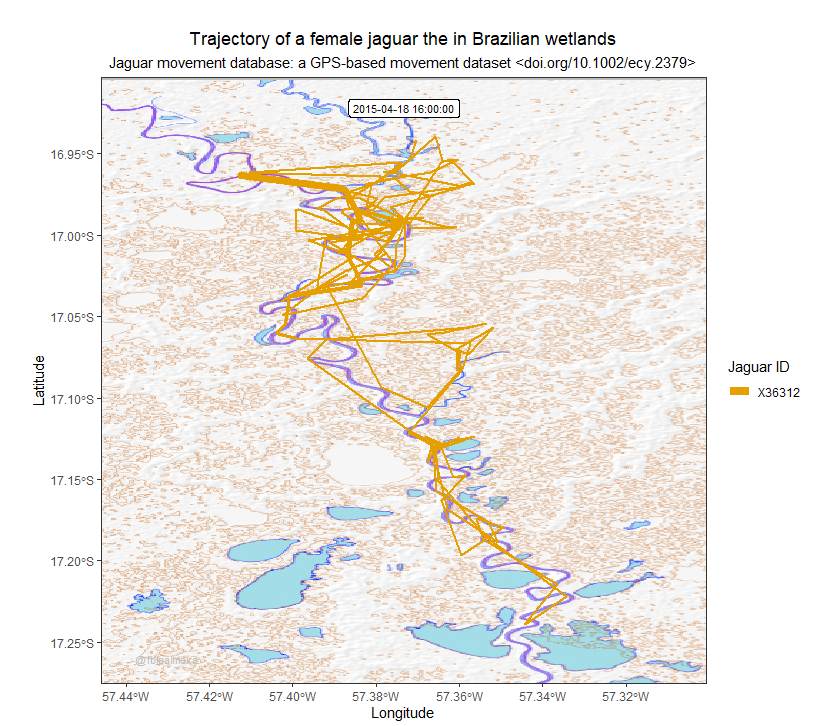 Trajectory of a female jaguar the in Brazilian wetlands
Jaguar movement database: a GPS-based movement dataset <doi.org/10.1002/ecy.2379>
2015-04-18 16:00:00
16.95°S
17.00°S
17.05°S
17.10°S
17.15°S
17.20°S
17.25°S
Latitude
57.44°W
57.42°W
57.40°W
57.38°W
57.36°W
57.34°W
57.32°W
Longitude
Jaguar ID
X36312